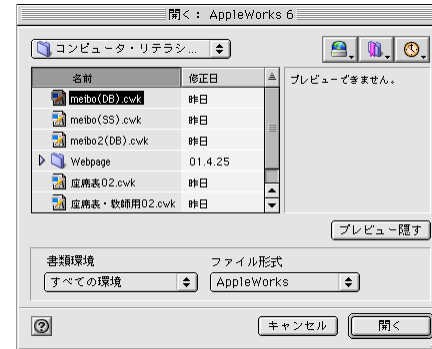 開く: AppleWorks 6
コンピュータ・リテラシ...
名前 修正日
プレビューできません。
meibo(DB).cwk 昨日
meibo(SS).cwk 昨日
meibo2(DB).cwk 昨日
Webpage 01.4.25
座席表02.cwk 昨日
座席表・教師用02.cwk 昨日
プレビュー隠す
書類環境 ファイル形式
すべての環境 AppleWorks
? キャンセル 開く